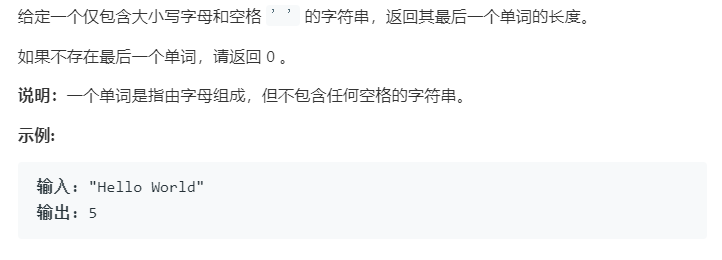 给定一个仅包含大小写字母和空格 ' ' 的字符串，返回其最后一个单词的长度。
如果不存在最后一个单词，请返回 0 。
说明：一个单词是指由字母组成，但不包含任何空格的字符串。
示例:
输入: "Hello World"
输出: 5